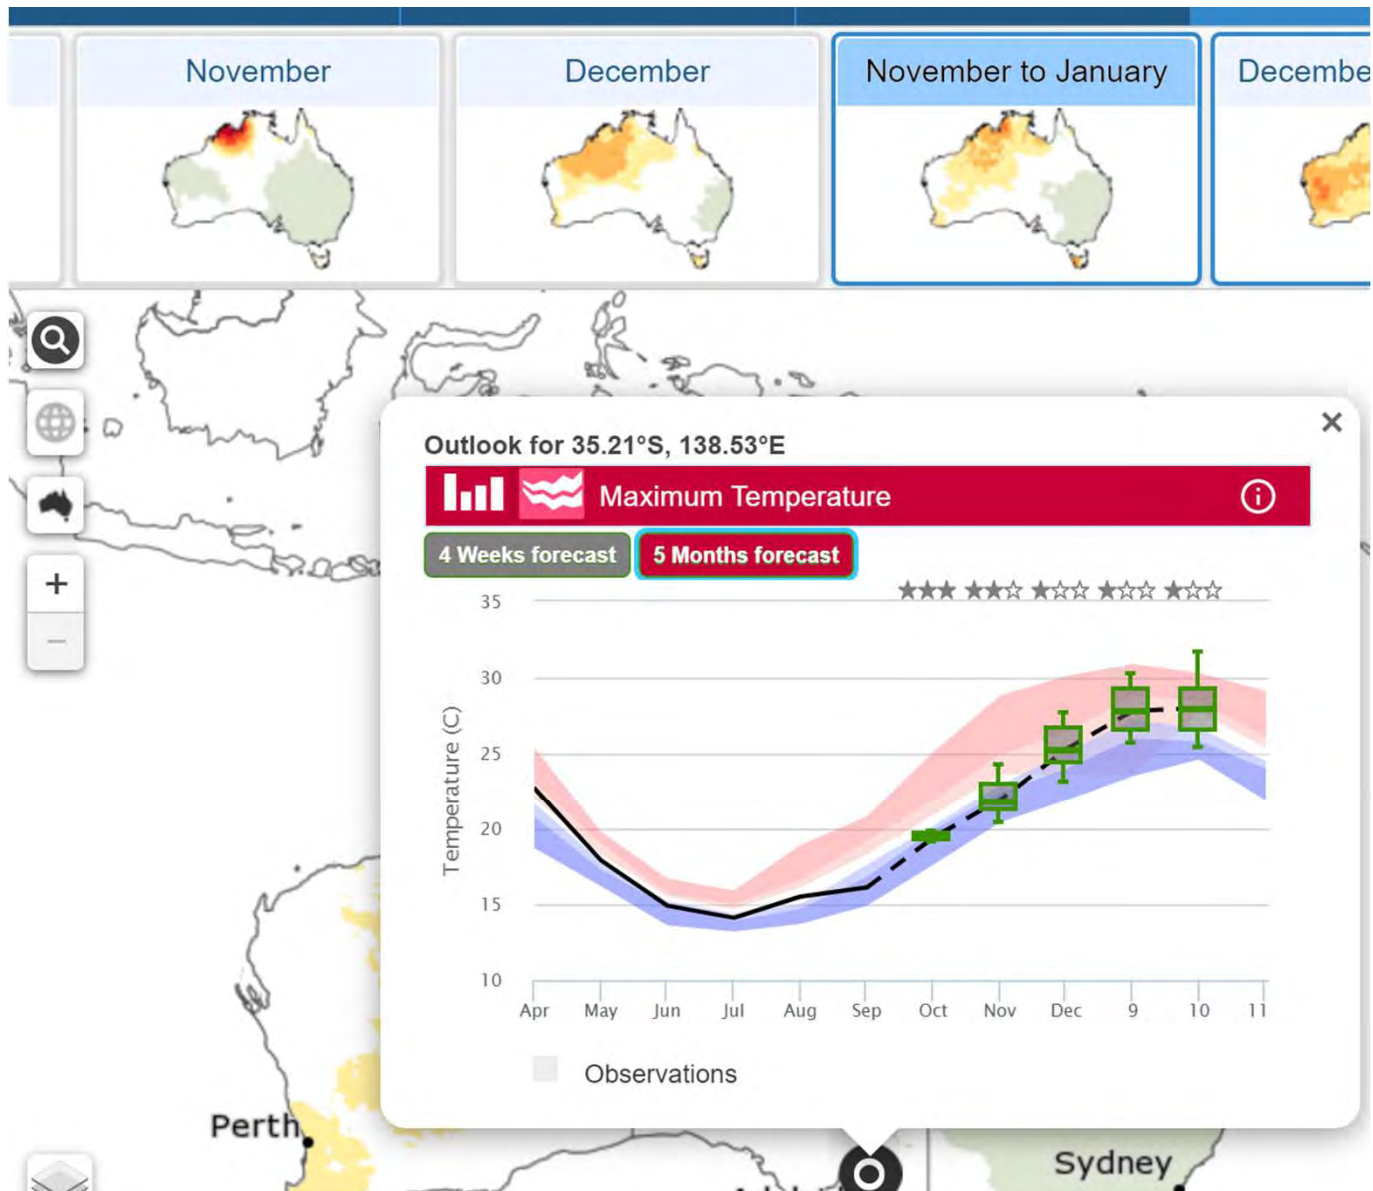 November
December
November to January
Decembe
Outlook for 35.21°S, 138.53°E
×
Maximum Temperature
4 Weeks forecast
5 Months forecast
★★★ ★★☆ ★☆☆ ★☆☆ ★☆☆
35
30
25
20
15
10
Temperature (C)
Apr May Jun Jul Aug Sep Oct Nov Dec 9 10 11
Observations
+
−
Perth
Sydney